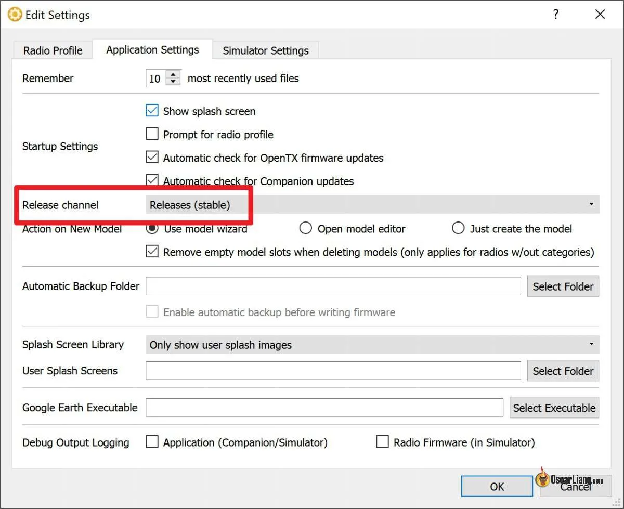 Edit Settings
Radio Profile
Application Settings
Simulator Settings
Remember 10 most recently used files
Startup Settings
Show splash screen
Prompt for radio profile
Automatic check for OpenTX firmware updates
Automatic check for Companion updates
Release channel Releases (stable)
Action on New Model Use model wizard Open model editor Just create the model
Remove empty model slots when deleting models (only applies for radios w/out categories)
Automatic Backup Folder Select Folder
Enable automatic backup before writing firmware
Splash Screen Library Only show user splash images
User Splash Screens Select Folder
Google Earth Executable Select Executable
Debug Output Logging Application (Companion/Simulator) Radio Firmware (in Simulator)
OK Cancel
OscarLiang.com